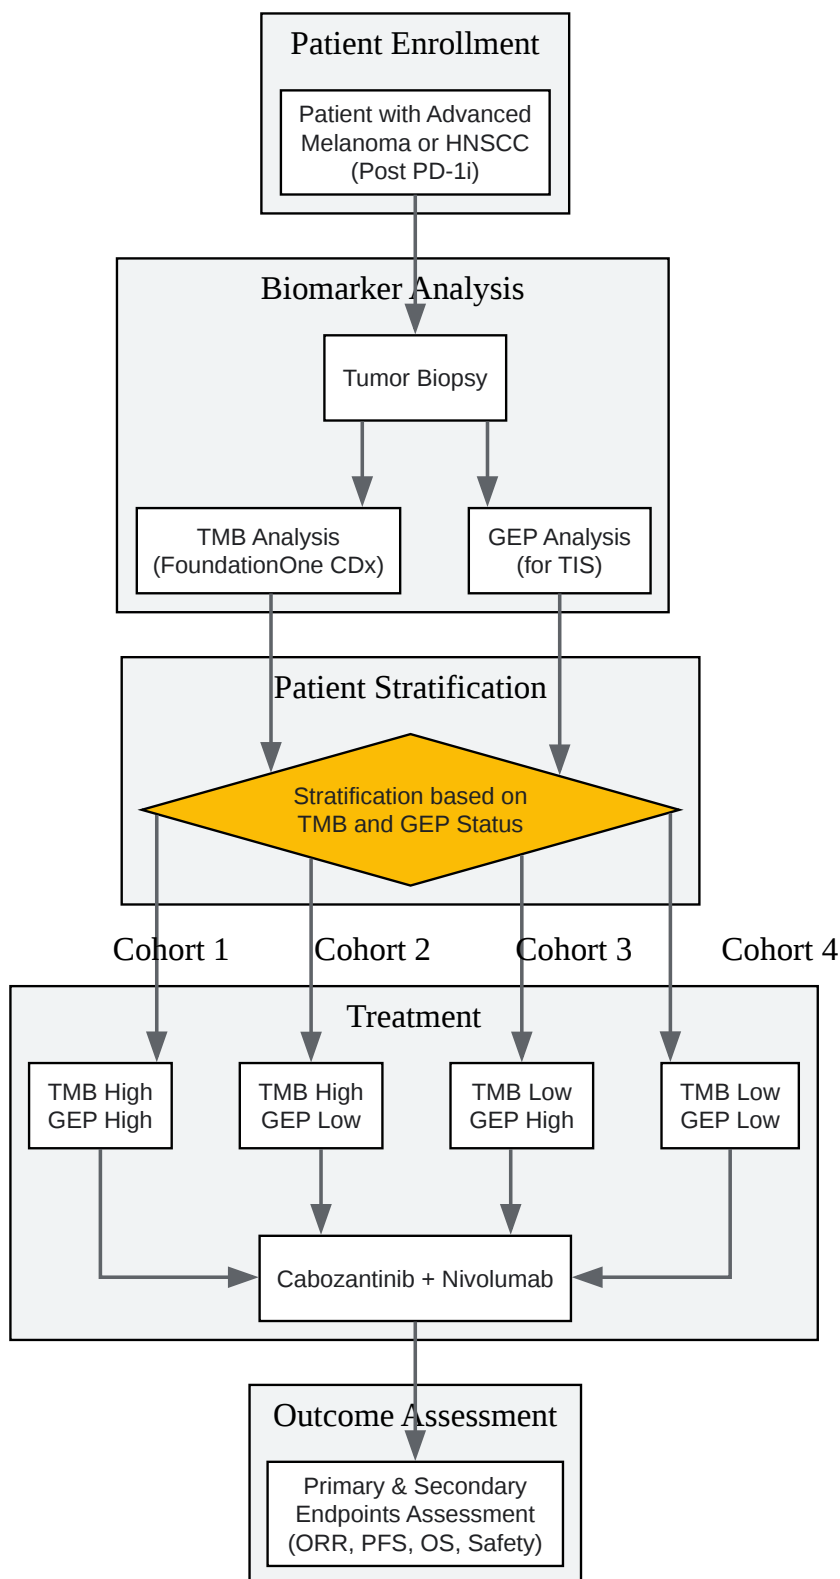 Patient Enrollment
Patient with Advanced
Melanoma or HNSCC
(Post PD-1i)
Biomarker Analysis
Tumor Biopsy
TMB Analysis
(FoundationOne CDx)
GEP Analysis
(for TIS)
Patient Stratification
Stratification based on
TMB and GEP Status
Cohort 1
Cohort 2
Cohort 3
Cohort 4
Treatment
TMB High
GEP High
TMB High
GEP Low
TMB Low
GEP High
TMB Low
GEP Low
Cabozantinib + Nivolumab
Outcome Assessment
Primary & Secondary
Endpoints Assessment
(ORR, PFS, OS, Safety)